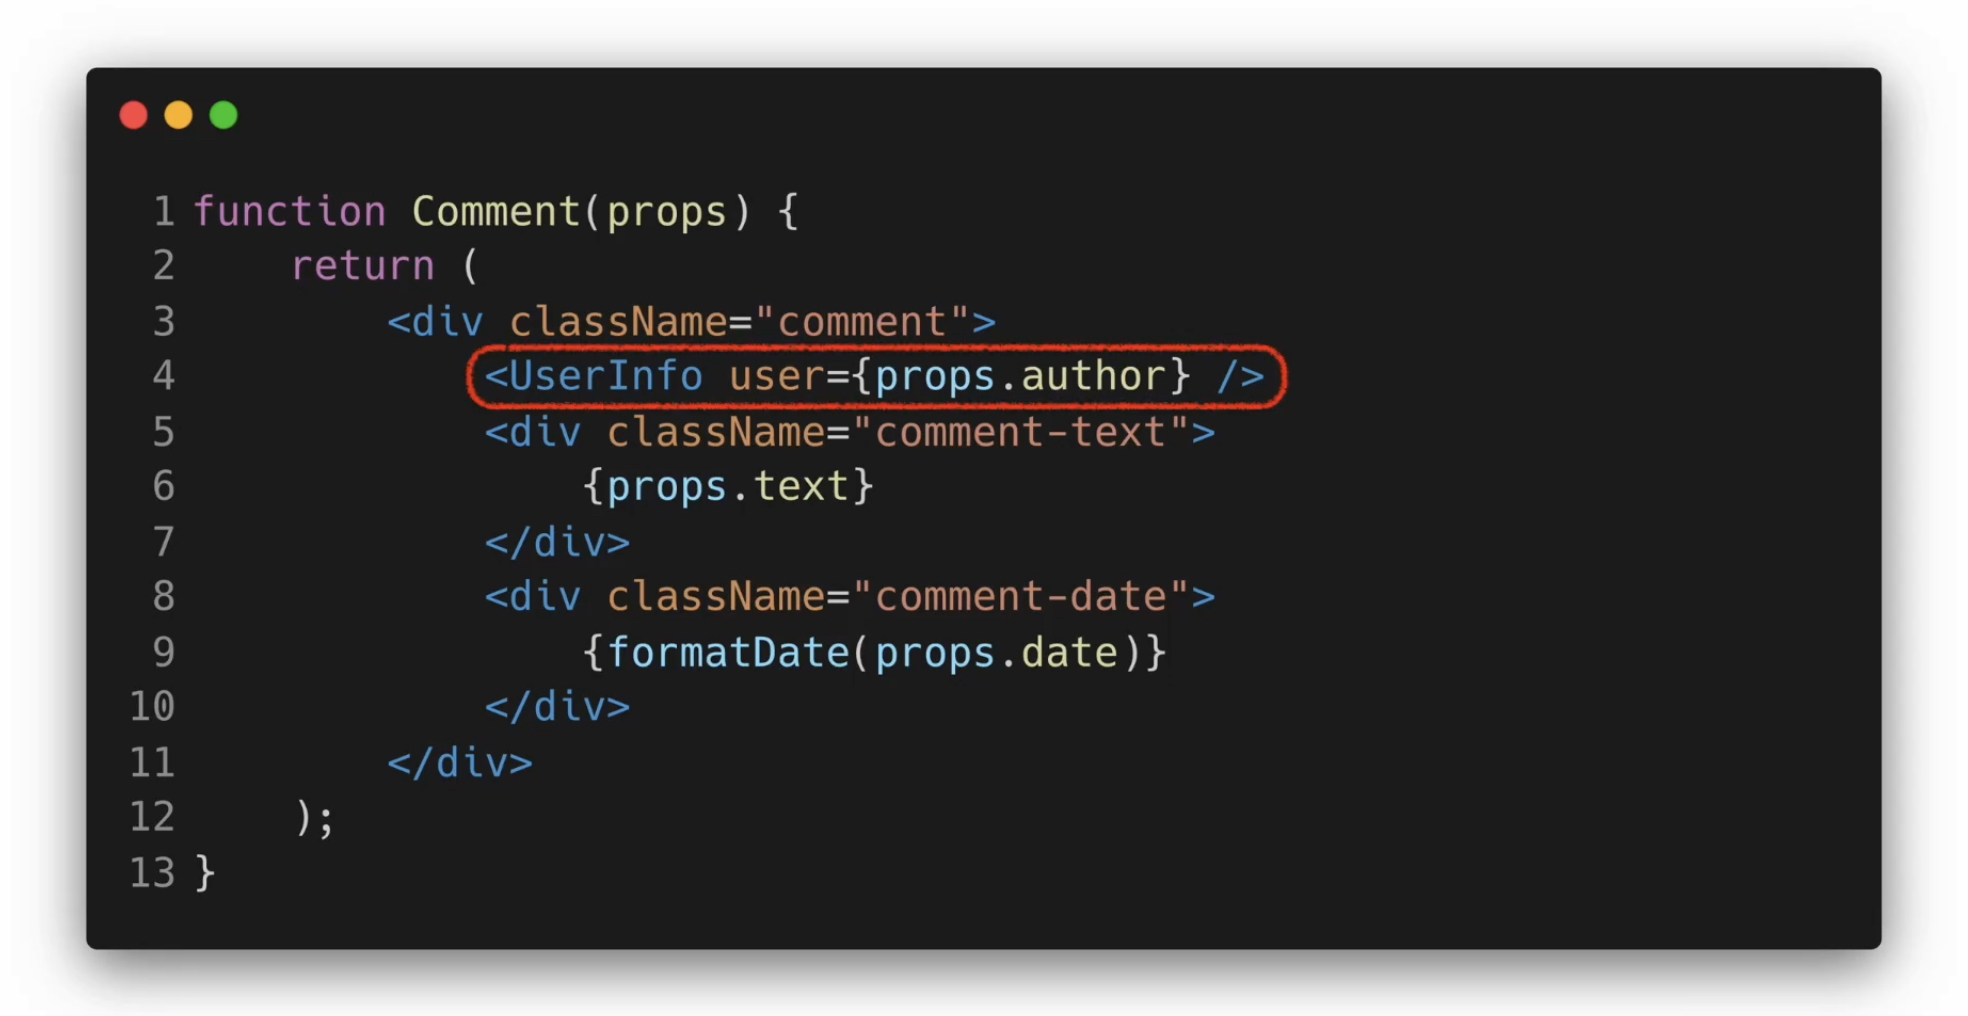 1 function Comment(props) {
2     return (
3         <div className="comment">
4             <UserInfo user={props.author} />
5             <div className="comment-text">
6                 {props.text}
7             </div>
8             <div className="comment-date">
9                 {formatDate(props.date)}
10             </div>
11         </div>
12     );
13 }